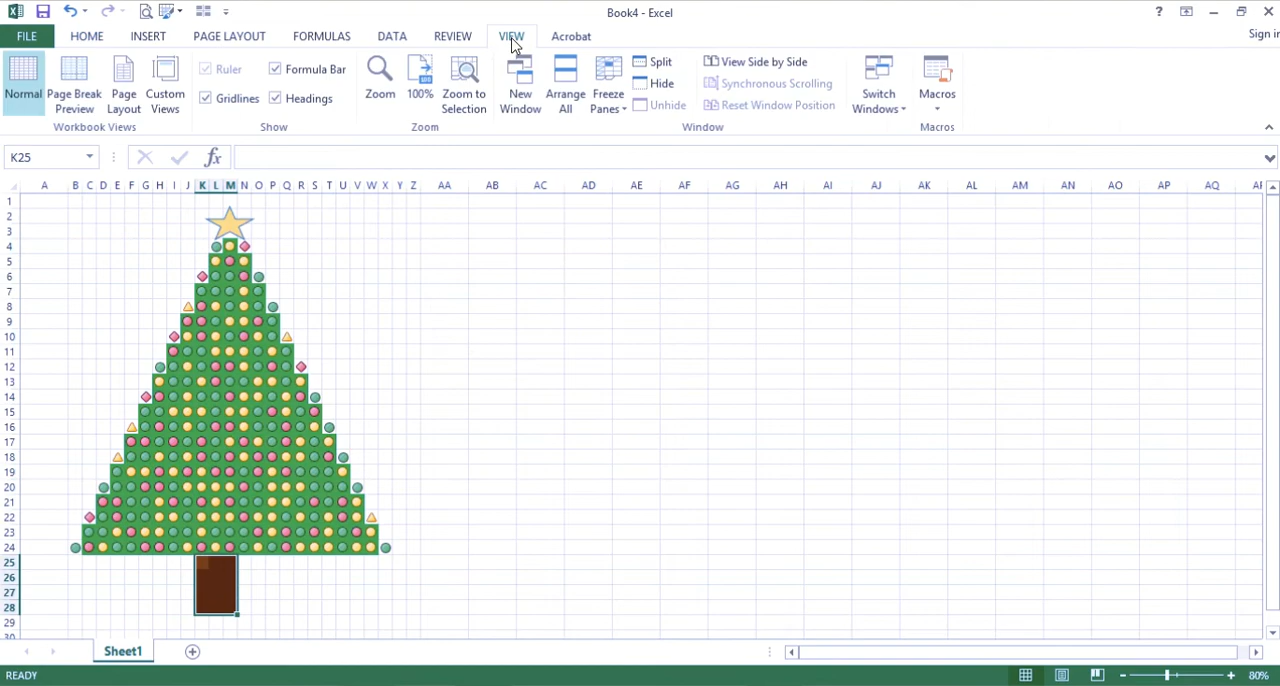 Book4 - Excel
?
FILE HOME INSERT PAGE LAYOUT FORMULAS DATA REVIEW VIEW Acrobat Sign in
Normal
Page Break Preview
Page Layout
Custom Views
Workbook Views
Ruler
Formula Bar
Gridlines
Headings
Show
Zoom
100%
Zoom to Selection
Zoom
New Window
Arrange All
Freeze Panes
Split
Hide
Unhide
View Side by Side
Synchronous Scrolling
Reset Window Position
Window
Switch Windows
Macros
Macros
K25
fx
A B C D E F G H I J K L M N O P Q R S T U V W X Y Z AA AB AC AD AE AF AG AH AI AJ AK AL AM AN AO AP AQ
1
2
3
4
5
6
7
8
9
10
11
12
13
14
15
16
17
18
19
20
21
22
23
24
25
26
27
28
29
30
Sheet1
READY
80%